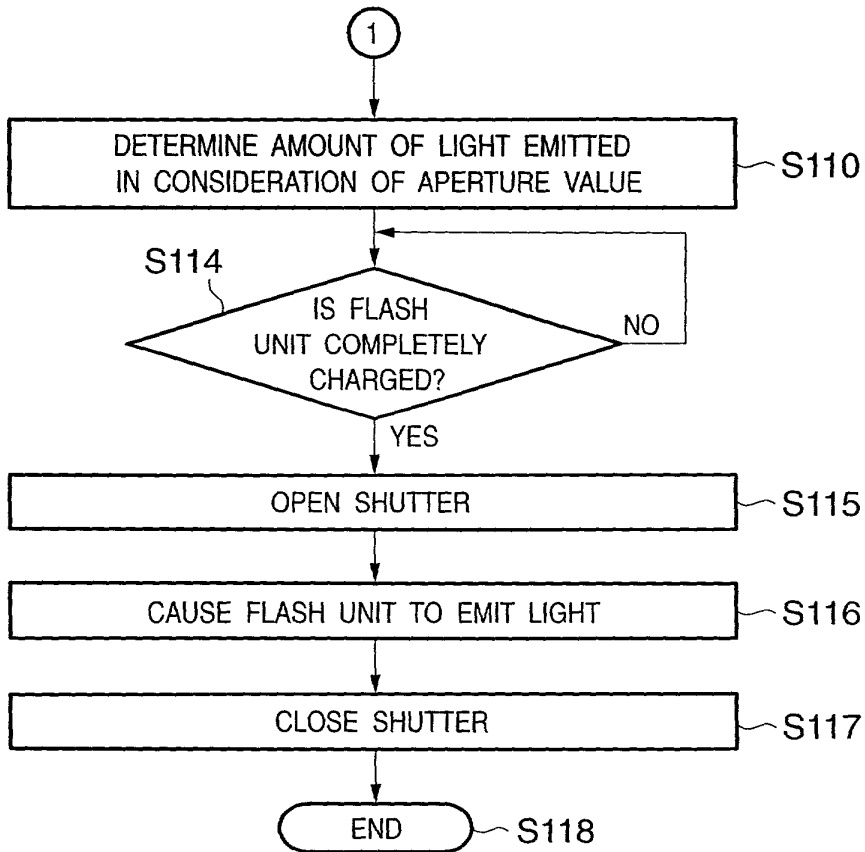 1
DETERMINE AMOUNT OF LIGHT EMITTED
IN CONSIDERATION OF APERTURE VALUE
S110
S114
IS FLASH
UNIT COMPLETELY
CHARGED?
NO
YES
OPEN SHUTTER
S115
CAUSE FLASH UNIT TO EMIT LIGHT
S116
CLOSE SHUTTER
S117
END
S118